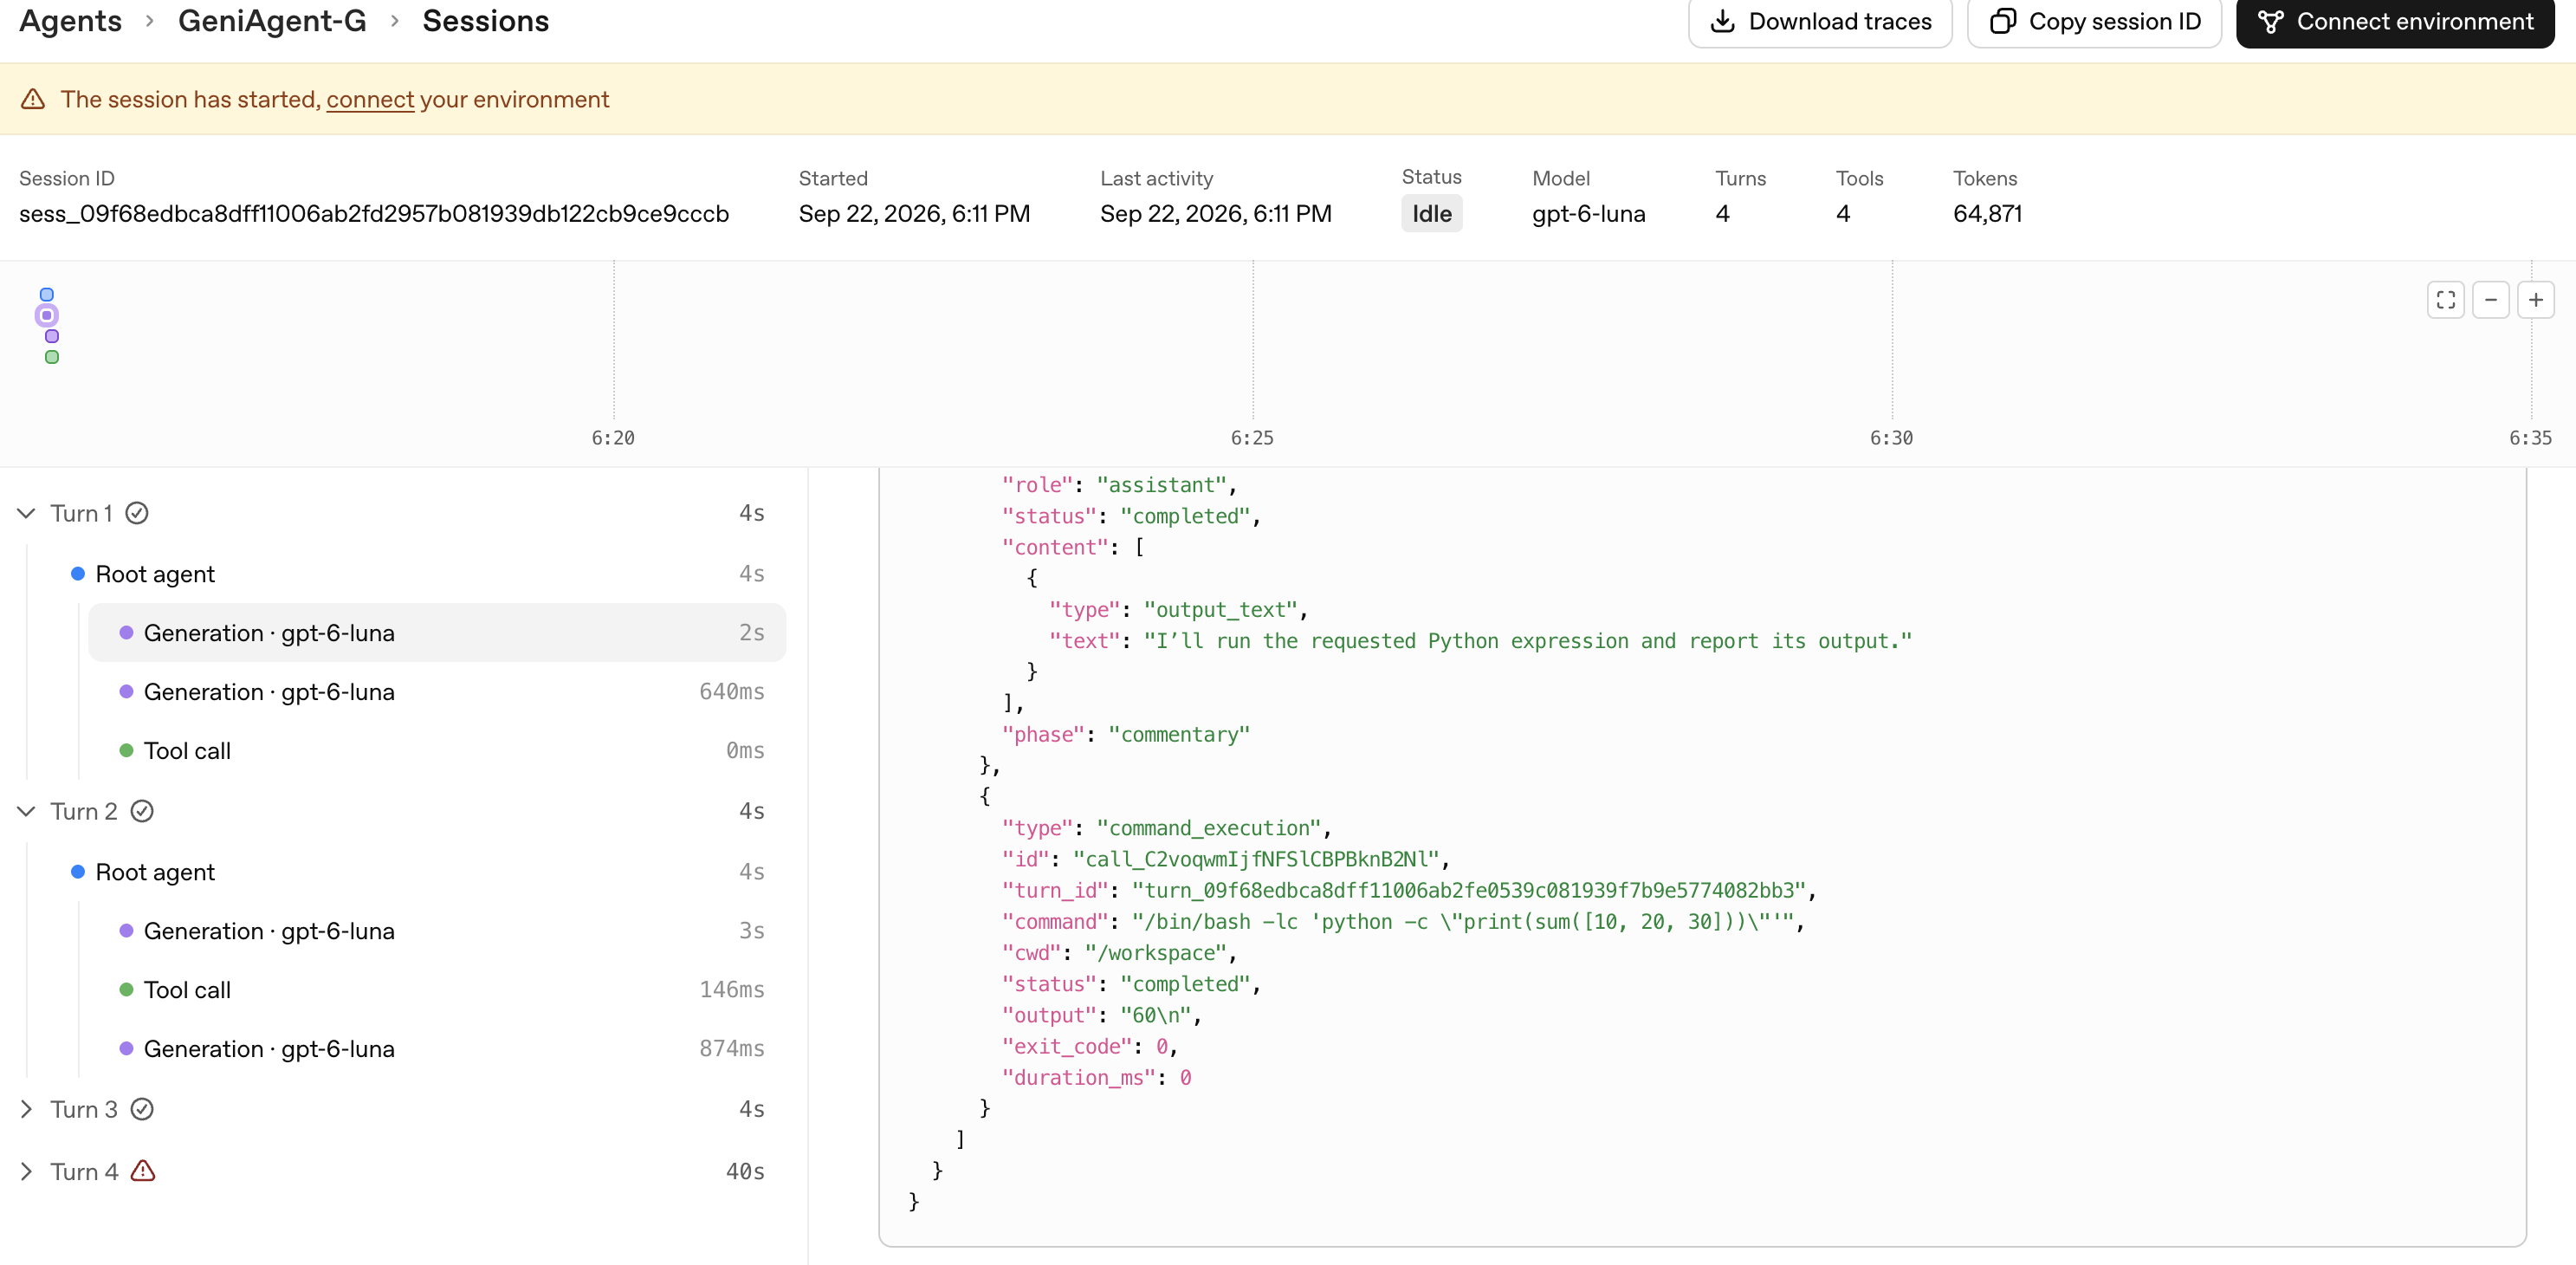 Agents > GeniAgent-G > Sessions
Download traces
Copy session ID
Connect environment
The session has started, connect your environment
Session ID
sess_09f68edbca8dff11006ab2fd2957b081939db122cb9ce9cccb
Started
Sep 22, 2026, 6:11 PM
Last activity
Sep 22, 2026, 6:11 PM
Status
Idle
Model
gpt-6-luna
Turns
4
Tools
4
Tokens
64,871
6:20
6:25
6:30
6:35
Turn 1 4s
Root agent 4s
Generation · gpt-6-luna 2s
Generation · gpt-6-luna 640ms
Tool call 0ms
Turn 2 4s
Root agent 4s
Generation · gpt-6-luna 3s
Tool call 146ms
Generation · gpt-6-luna 874ms
Turn 3 4s
Turn 4 40s
"role": "assistant",
"status": "completed",
"content": [
{
"type": "output_text",
"text": "I’ll run the requested Python expression and report its output."
}
],
"phase": "commentary"
},
{
"type": "command_execution",
"id": "call_C2voqwmIjfNFSlCBPBknB2Nl",
"turn_id": "turn_09f68edbca8dff11006ab2fe0539c081939f7b9e5774082bb3",
"command": "/bin/bash -lc 'python -c \"print(sum([10, 20, 30]))\"'",
"cwd": "/workspace",
"status": "completed",
"output": "60\n",
"exit_code": 0,
"duration_ms": 0
}
]
}
}